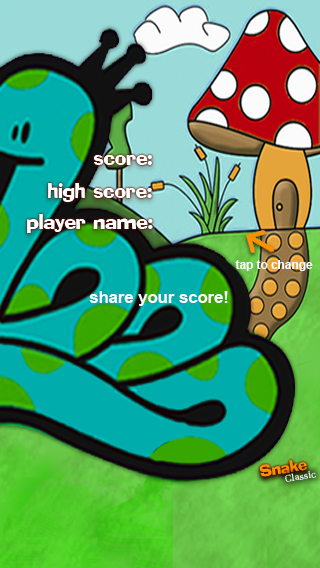 score:
high score:
player name:
tap to change
share your score!
Snake
Classic